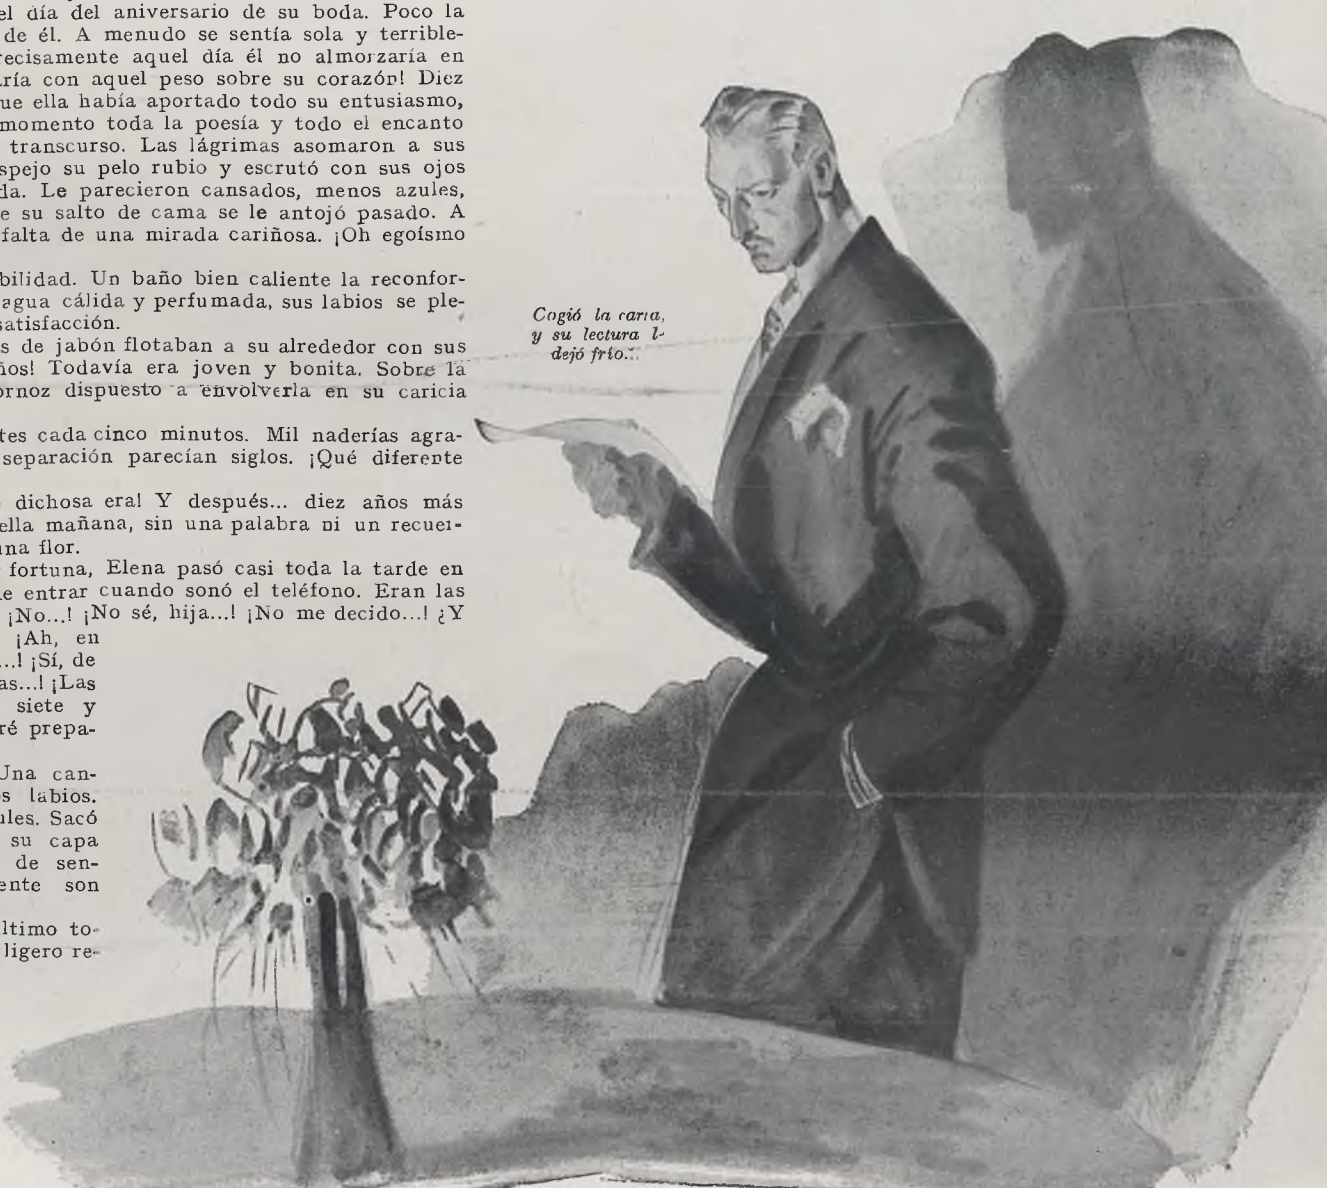 el día del aniversario de su boda. Poco la
de él. A menudo se sentía sola y terrible-
recisamente aquel día él no almorzaría en
ría con aquel peso sobre su corazón! Diez
ue ella había aportado todo su entusiasmo,
momento toda la poesía y todo el encanto
transcurso. Las lágrimas asomaron a sus
spejo su pelo rubio y escrutó con sus ojos
da. Le parecieron cansados, menos azules,
e su salto de cama se le antojó pasado. A
falta de una mirada cariñosa. ¡Oh egoísmo
bilidad. Un baño bien caliente la reconfor-
agua cálida y perfumada, sus labios se ple-
satisfacción.
s de jabón flotaban a su alrededor con sus
ños! Todavía era joven y bonita. Sobre la
ornoz dispuesto a envolverla en su caricia
tes cada cinco minutos. Mil naderías agra-
separación parecían siglos. ¡Qué diferente
dichosa era! Y después... diez años más
ella mañana, sin una palabra ni un recuer-
una flor.
fortuna, Elena pasó casi toda la tarde en
e entrar cuando sonó el teléfono. Eran las
¡No...! ¡No sé, hija...! ¡No me decido...! ¿Y
¡Ah, en
...! ¡Sí, de
as...! ¡Las
siete y
ré prepa-
Una can-
s labios.
ules. Sacó
su capa
de sen-
ente son
ltimo to-
ligero re-
Cogió la carta,
y su lectura l
dejó frío...